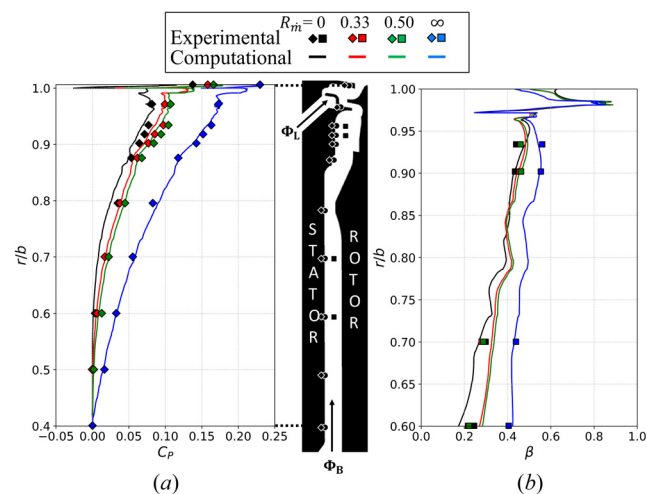 R_ṁ = 0 0.33 0.50 ∞
Experimental
Computational
1.0
0.9
0.8
0.7
0.6
0.5
0.4
r/b
−0.05 0.00 0.05 0.10 0.15 0.20 0.25
C_P
(a)
Φ_L
STATOR
ROTOR
Φ_B
1.00
0.95
0.90
0.85
0.80
0.75
0.70
0.65
0.60
r/b
0.0 0.2 0.4 0.6 0.8 1.0
β
(b)